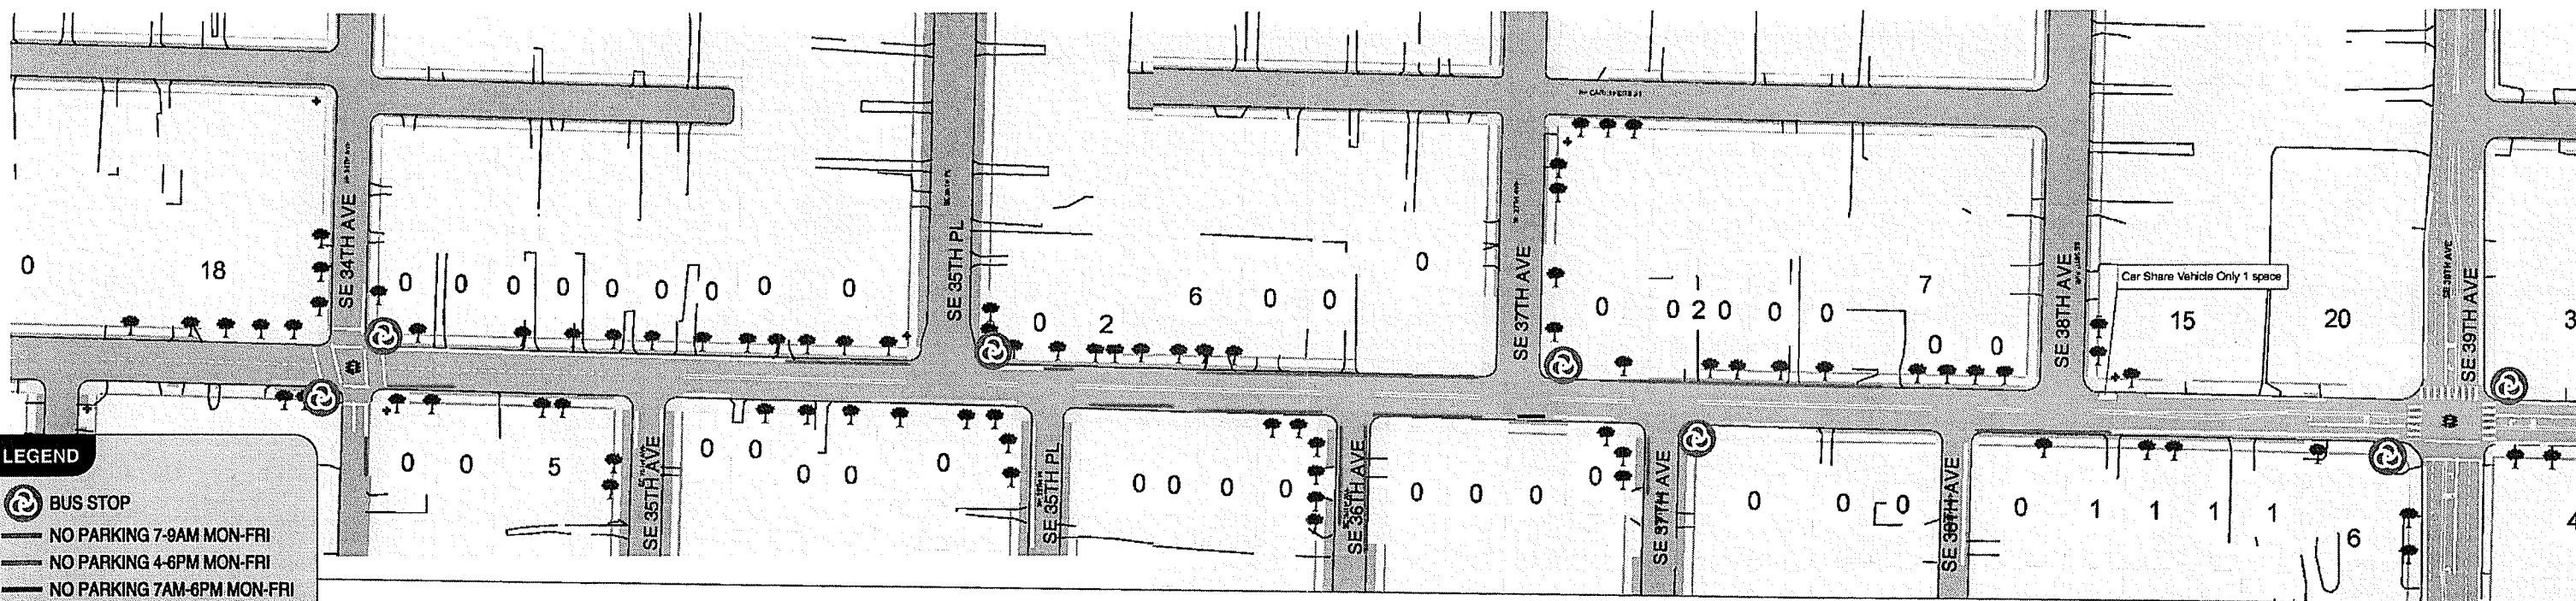 SE 34TH AVE
SE 35TH PL
SE 37TH AVE
SE 38TH AVE
SE 39TH AVE
SE 39TH AVE
Car Share Vehicle Only 1 space
0
18
0 0 0 0 0 0 0 0 0
0 2 6 0 0 0
0 0 2 0 0 0 7 0 0
15 20 3
0 0 5
0 0 0 0 0
0 0 0 0
0 0 0 0
0 0 0
0 1 1 1 1 6 4
SE 35TH AVE
SE 35TH PL
SE 36TH AVE
SE 37TH AVE
SE 38TH AVE
LEGEND
BUS STOP
NO PARKING 7-9AM MON-FRI
NO PARKING 4-6PM MON-FRI
NO PARKING 7AM-6PM MON-FRI